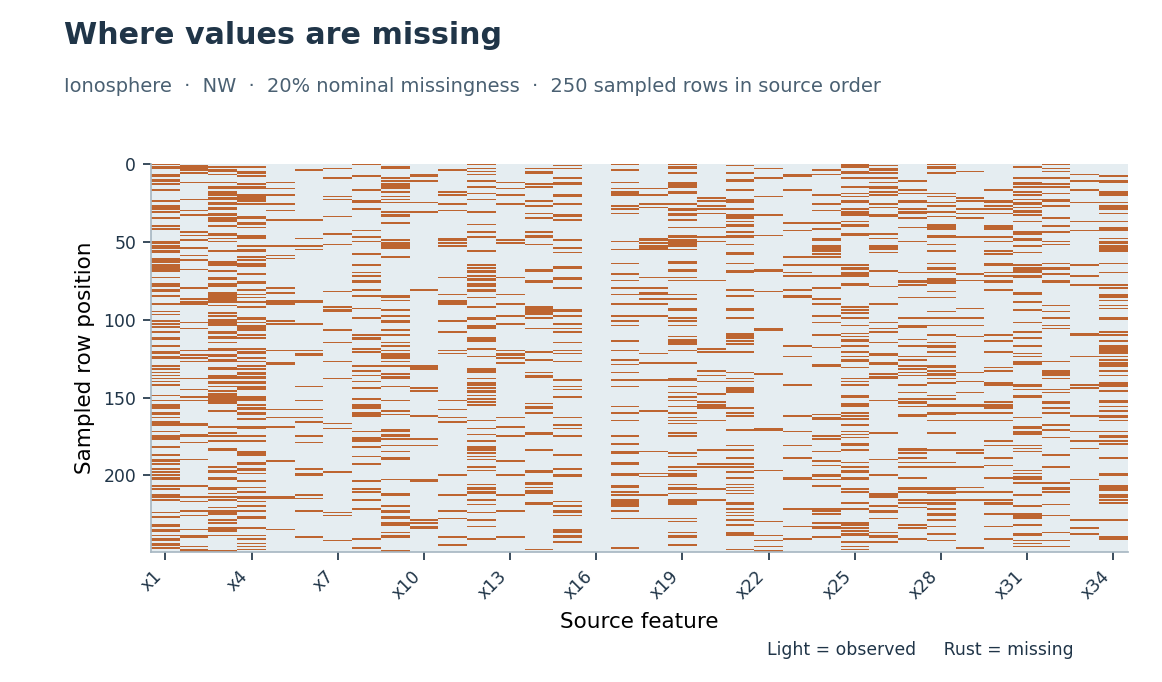 Where values are missing
Ionosphere · NW · 20% nominal missingness · 250 sampled rows in source order
0
50
100
150
200
Sampled row position
x1 x4 x7 x10 x13 x16 x19 x22 x25 x28 x31 x34
Source feature
Light = observed Rust = missing